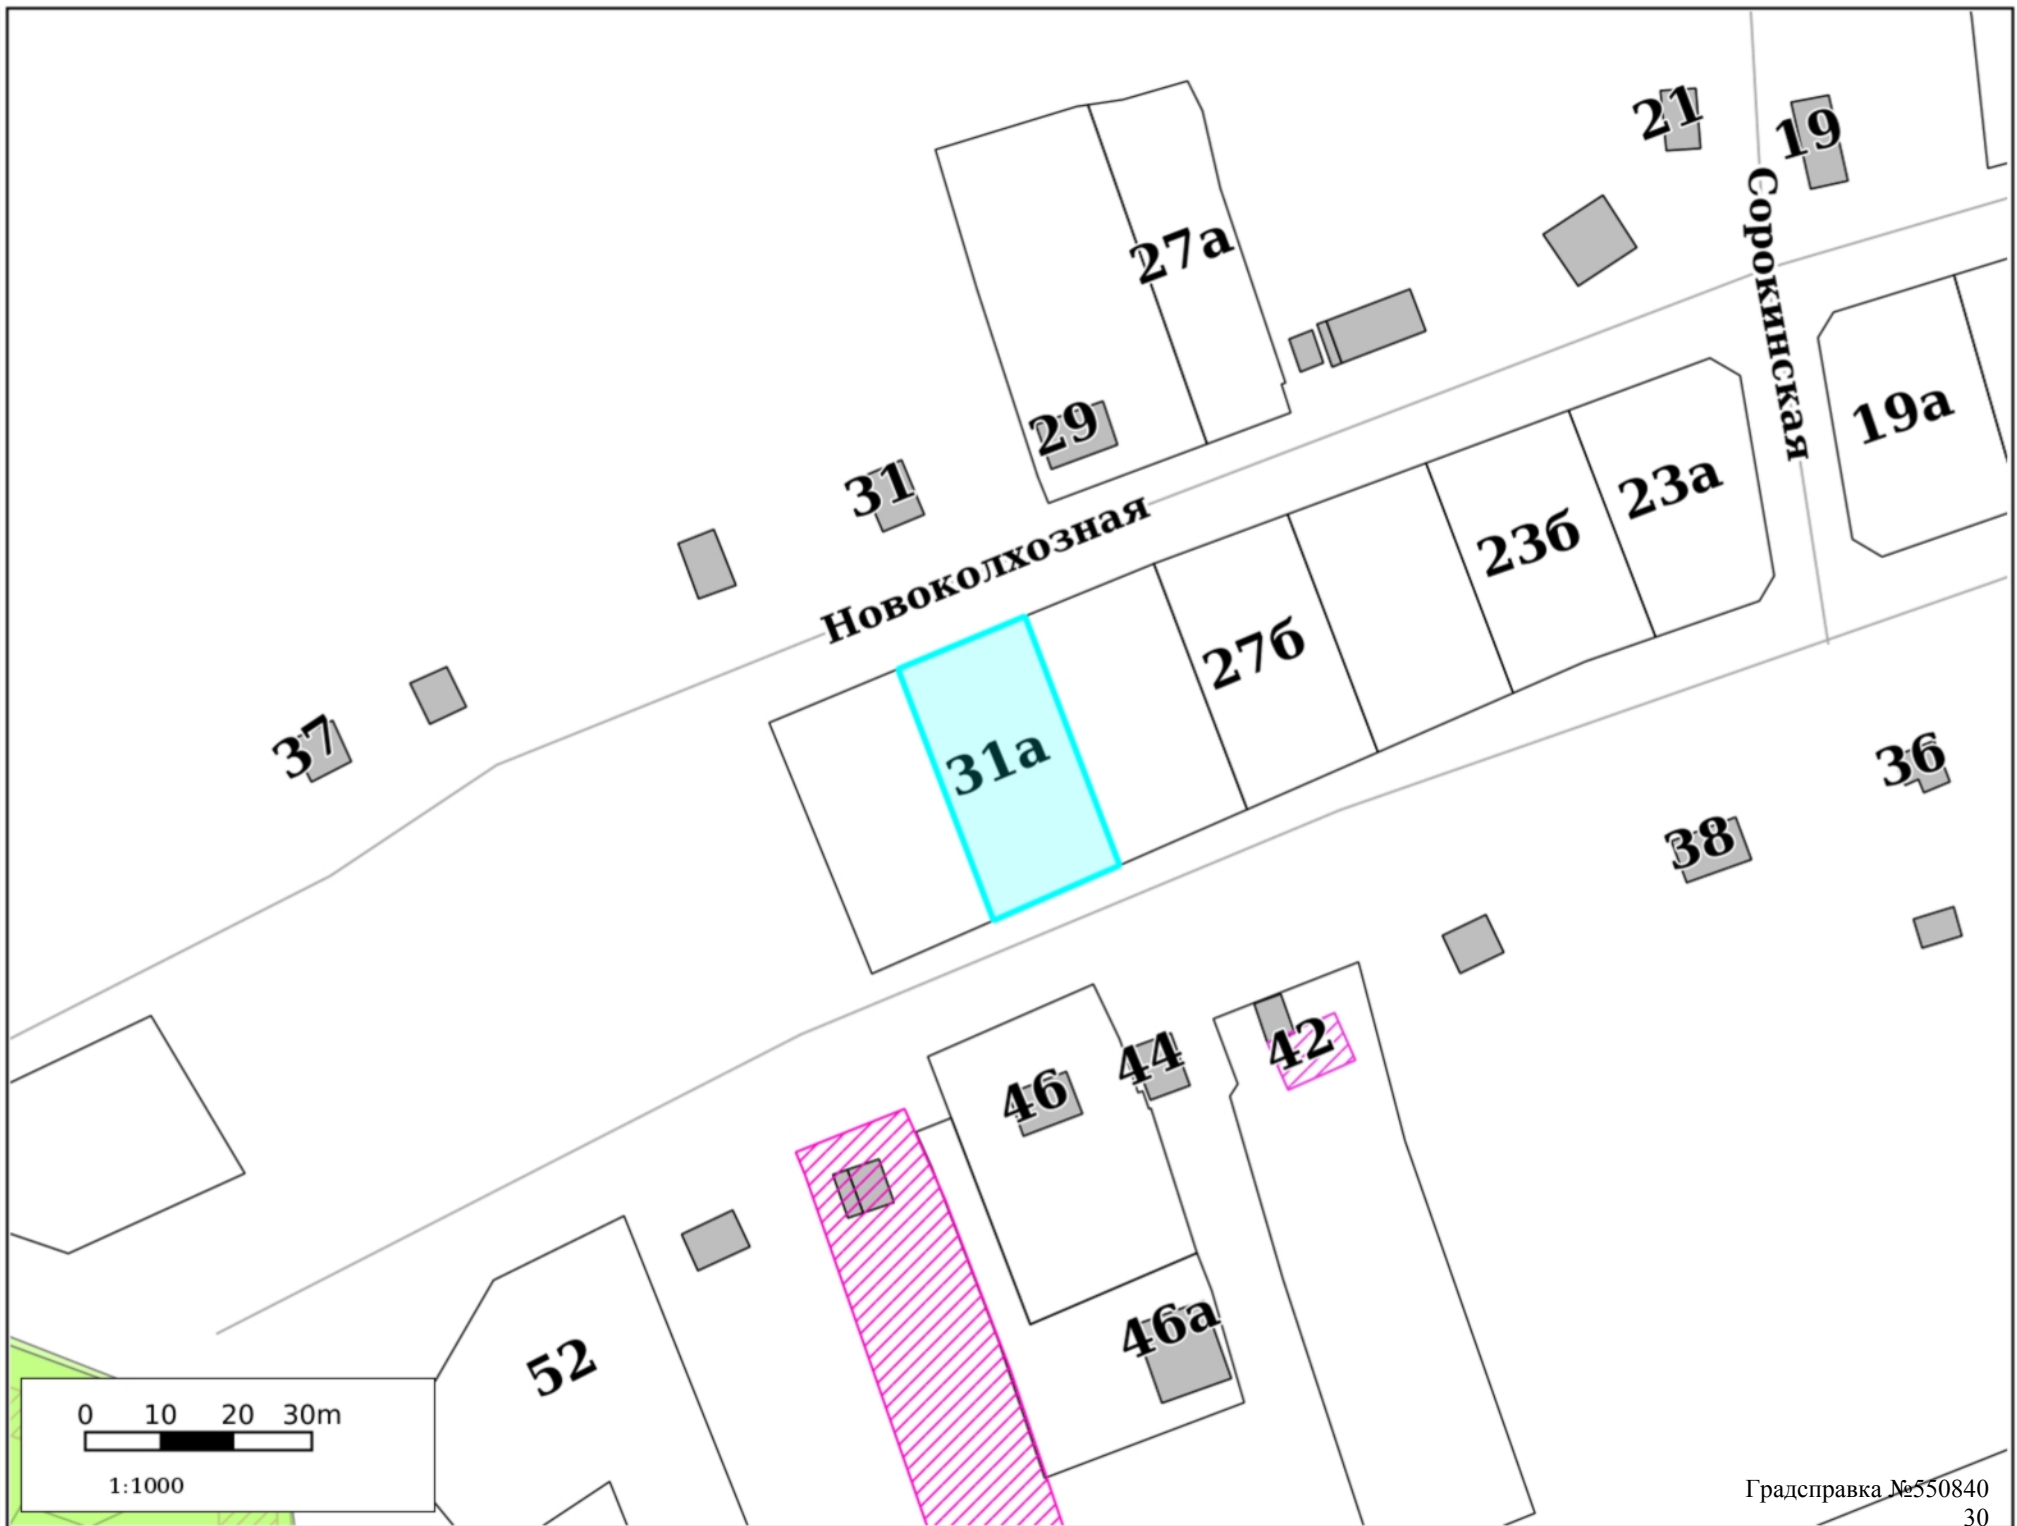 21
19
Сорокинская
27а
29
31
Новоколхозная
19а
23а
23б
27б
31а
37
36
38
42
44
46
46а
52
0 10 20 30m
1:1000
Градсправка №550840
30